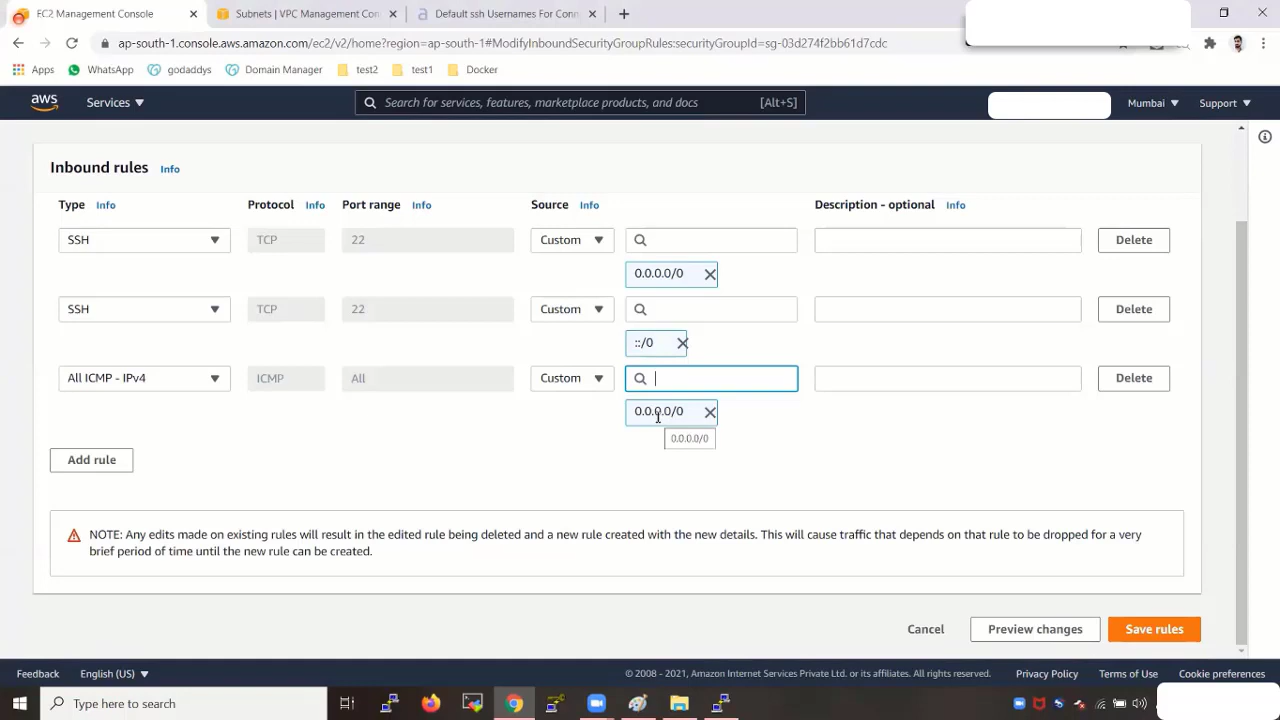 EC2 Management Console
Subnets | VPC Management Con
Default ssh Usernames For Conn
ap-south-1.console.aws.amazon.com/ec2/v2/home?region=ap-south-1#ModifyInboundSecurityGroupRules:securityGroupId=sg-03d274f2bb61d7cdc
Apps WhatsApp godaddys Domain Manager test2 test1 Docker
aws Services Search for services, features, marketplace products, and docs [Alt+S] Mumbai Support
Inbound rules Info
Type Info Protocol Info Port range Info Source Info Description - optional Info
SSH TCP 22 Custom Delete
0.0.0.0/0
SSH TCP 22 Custom Delete
::/0
All ICMP - IPv4 ICMP All Custom Delete
0.0.0.0/0
0.0.0.0/0
Add rule
NOTE: Any edits made on existing rules will result in the edited rule being deleted and a new rule created with the new details. This will cause traffic that depends on that rule to be dropped for a very
brief period of time until the new rule can be created.
Cancel Preview changes Save rules
Feedback English (US) © 2008 - 2021, Amazon Internet Services Private Ltd. or its affiliates. All rights reserved. Privacy Policy Terms of Use Cookie preferences
Type here to search